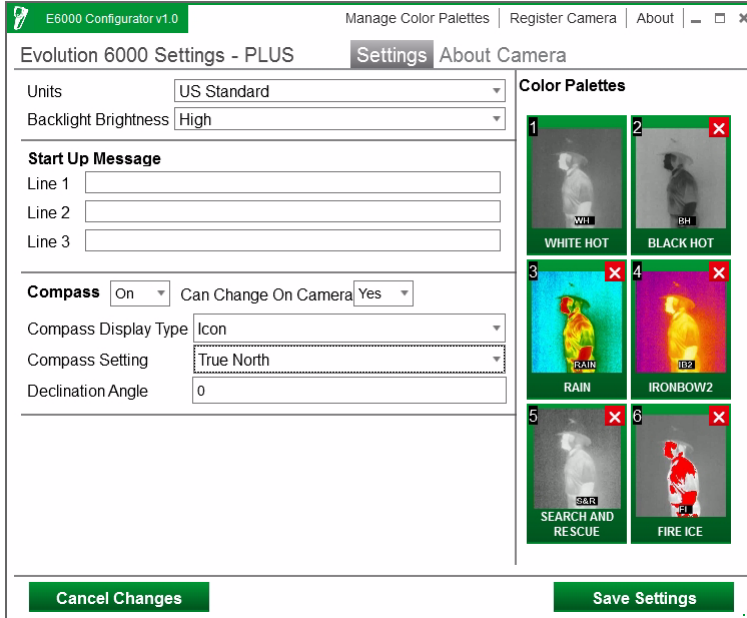 E6000 Configurator v1.0
Manage Color Palettes Register Camera About
Evolution 6000 Settings - PLUS
Settings About Camera
Units US Standard
Backlight Brightness High
Start Up Message
Line 1
Line 2
Line 3
Compass On Can Change On Camera Yes
Compass Display Type Icon
Compass Setting True North
Declination Angle 0
Color Palettes
1 2
WH BH
WHITE HOT BLACK HOT
3 4
RAIN IB2
RAIN IRONBOW2
5 6
S&R FI
SEARCH AND
RESCUE FIRE ICE
Cancel Changes Save Settings